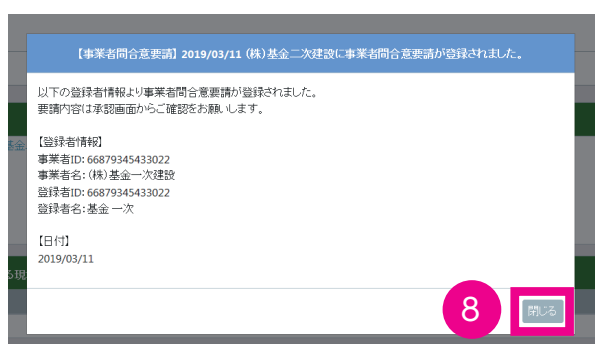 【事業者間合意要請】 2019/03/11 (株)基金二次建設に事業者間合意要請が登録されました。
以下の登録者情報より事業者間合意要請が登録されました。
要請内容は承認画面からご確認をお願いします。
【登録者情報】
事業者ID: 66879345433022
事業者名: (株)基金一次建設
登録者ID: 66879345433022
登録者名: 基金 一次
【日付】
2019/03/11
8
閉じる
基金
る現